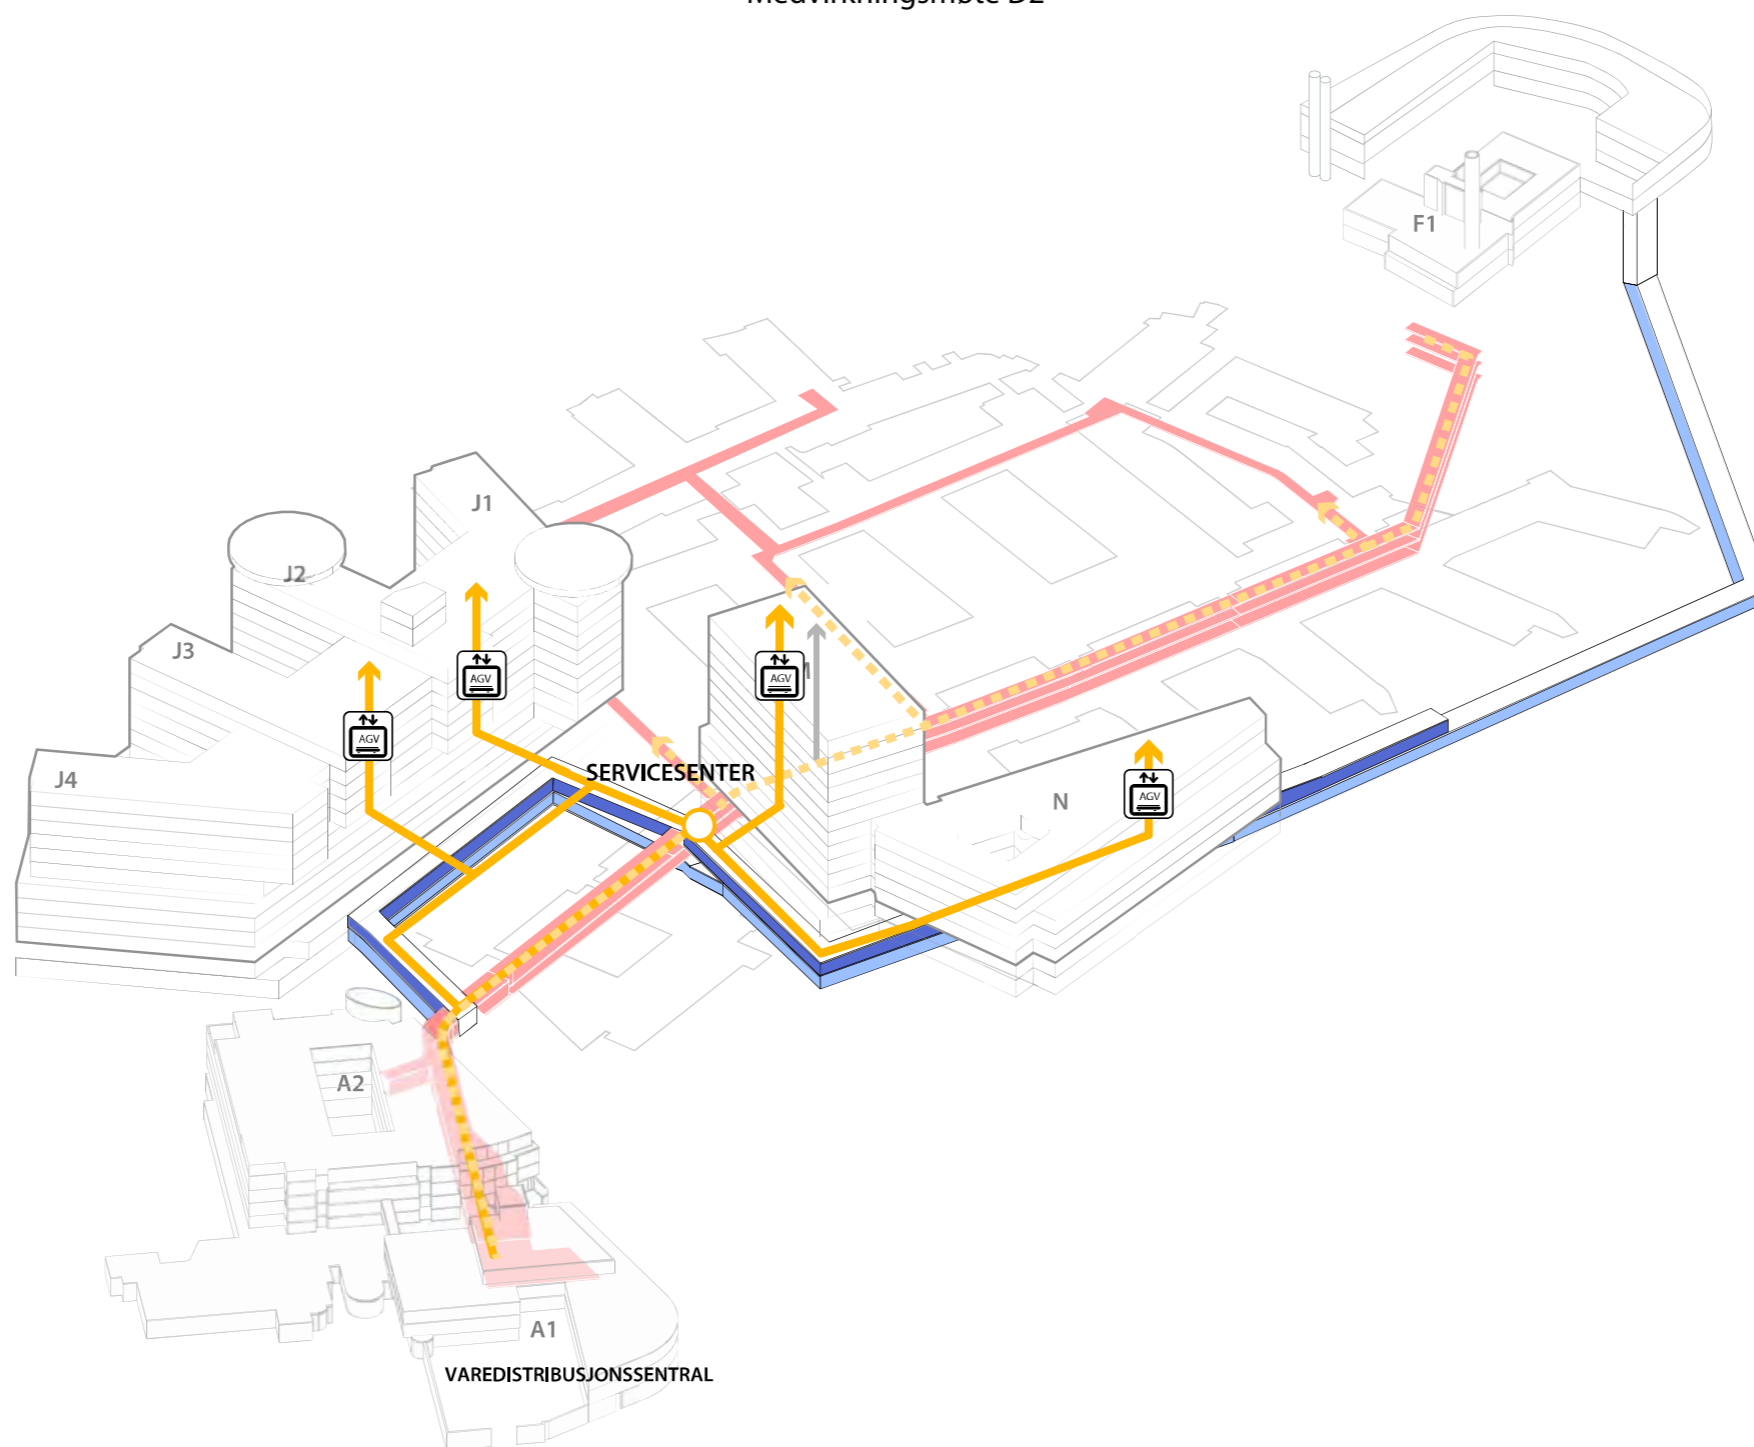 F1
J1
J2
J3
AGV
AGV
AGV
J4
SERVICESENTER
AGV
N
A2
A1
VAREDISTRIBUSJONSSENTRAL